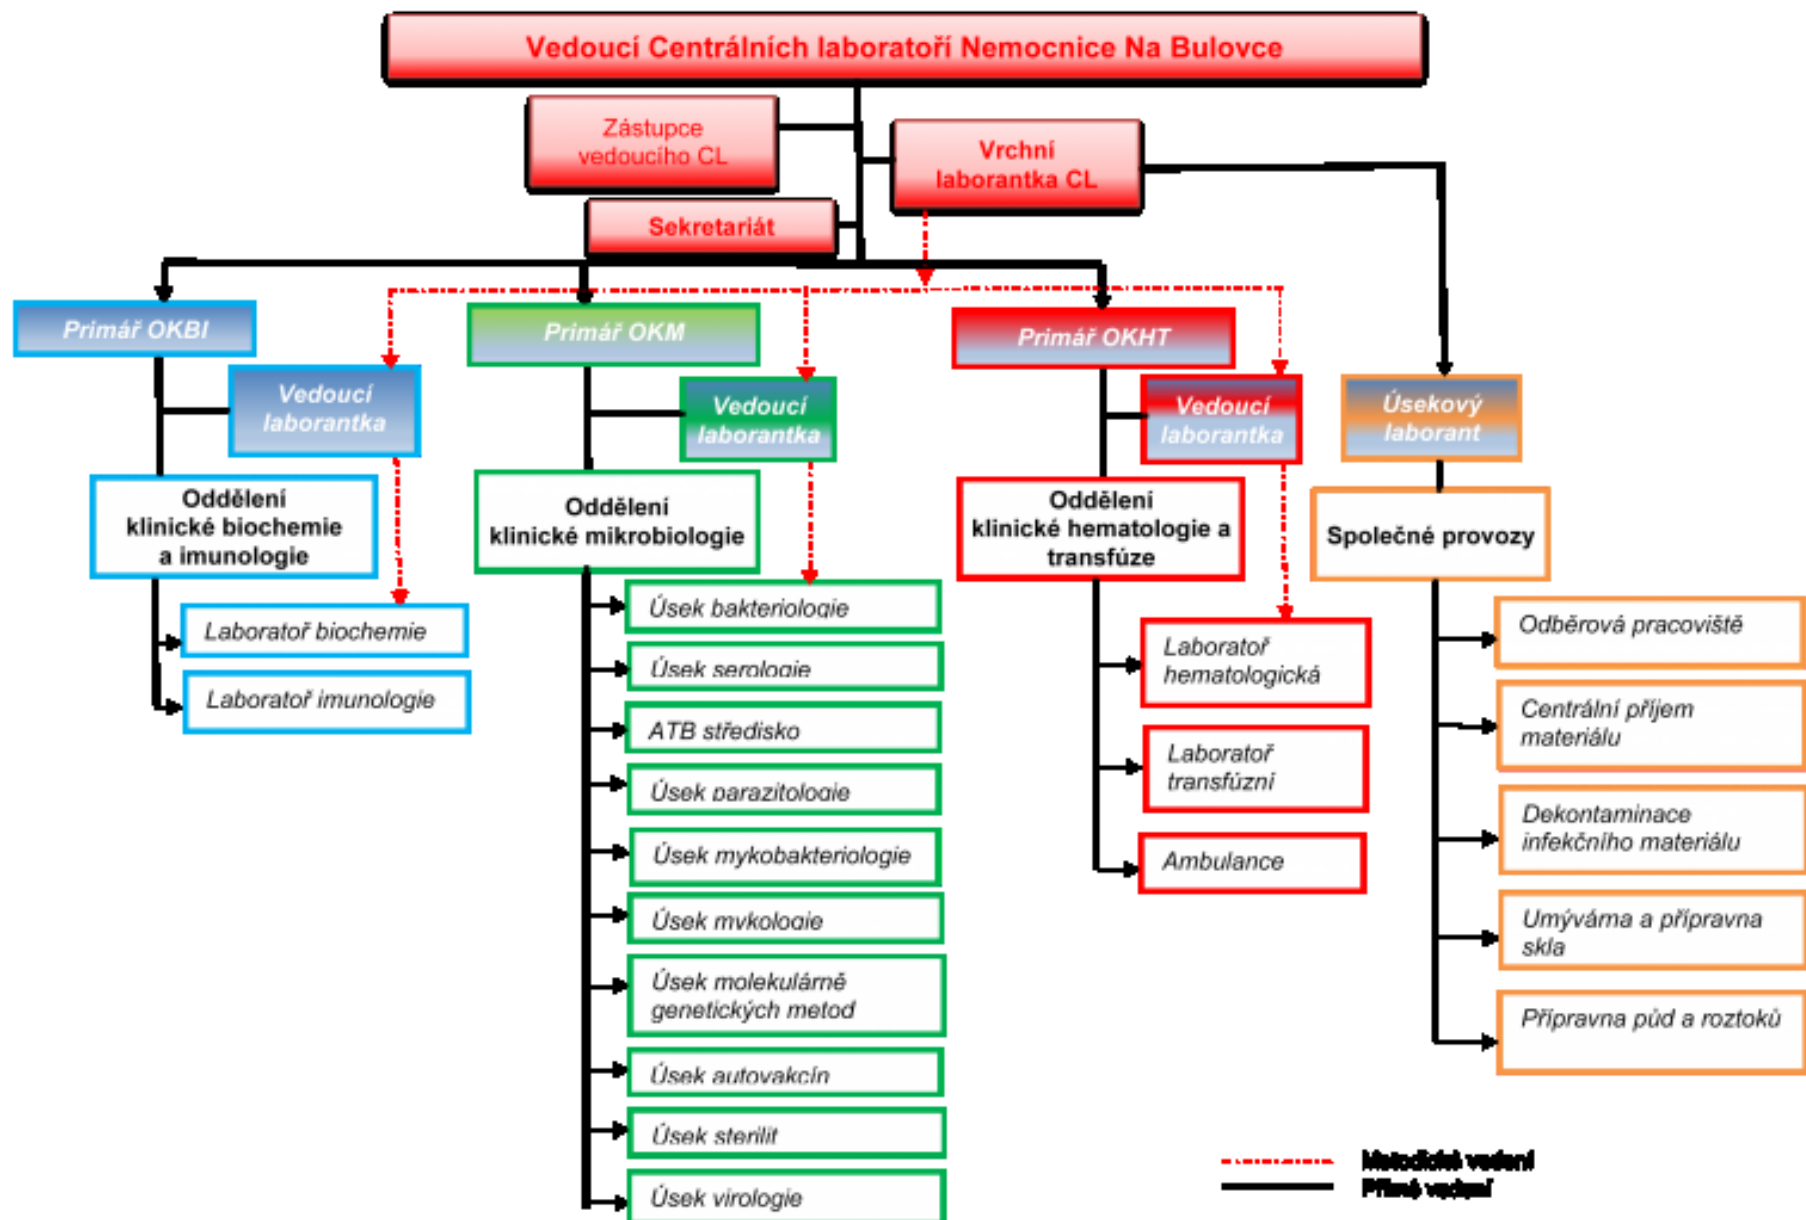 Vedoucí Centrálních laboratoří Nemocnice Na Bulovce
Zástupce
vedoucího CL
Vrchní
laborantka CL
Sekretariát
Primář OKBI
Primář OKM
Primář OKHT
Vedoucí
laborantka
Vedoucí
laborantka
Vedoucí
laborantka
Úsekový
laborant
Oddělení
klinické biochemie
a imunologie
Oddělení
klinické mikrobiologie
Oddělení
klinické hematologie a
transfúze
Společné provozy
Laboratoř biochemie
Laboratoř imunologie
Úsek bakteriologie
Úsek serologie
ATB středisko
Úsek parazitologie
Úsek mykobakteriologie
Úsek mykologie
Úsek molekulárně
genetických metod
Úsek autovakcín
Úsek sterilit
Úsek virologie
Laboratoř
hematologická
Laboratoř
transfúzní
Ambulance
Odběrová pracoviště
Centrální příjem
materiálu
Dekontaminace
infekčního materiálu
Umývárna a přípravna
skla
Přípravna půd a roztoků
Metodické vedení
Přímé vedení